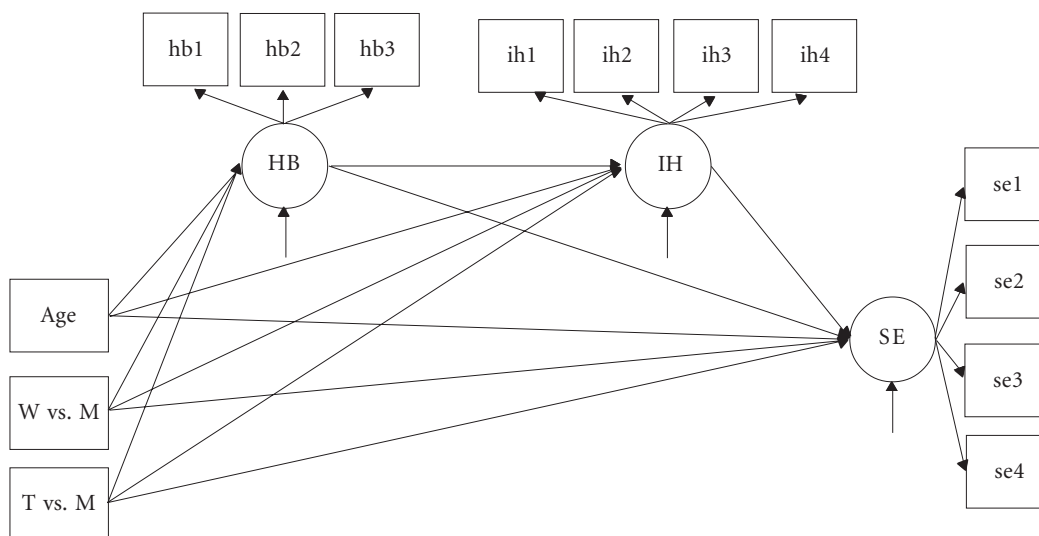 hb1
hb2
hb3
ih1
ih2
ih3
ih4
HB
IH
se1
se2
se3
se4
Age
SE
W vs. M
T vs. M